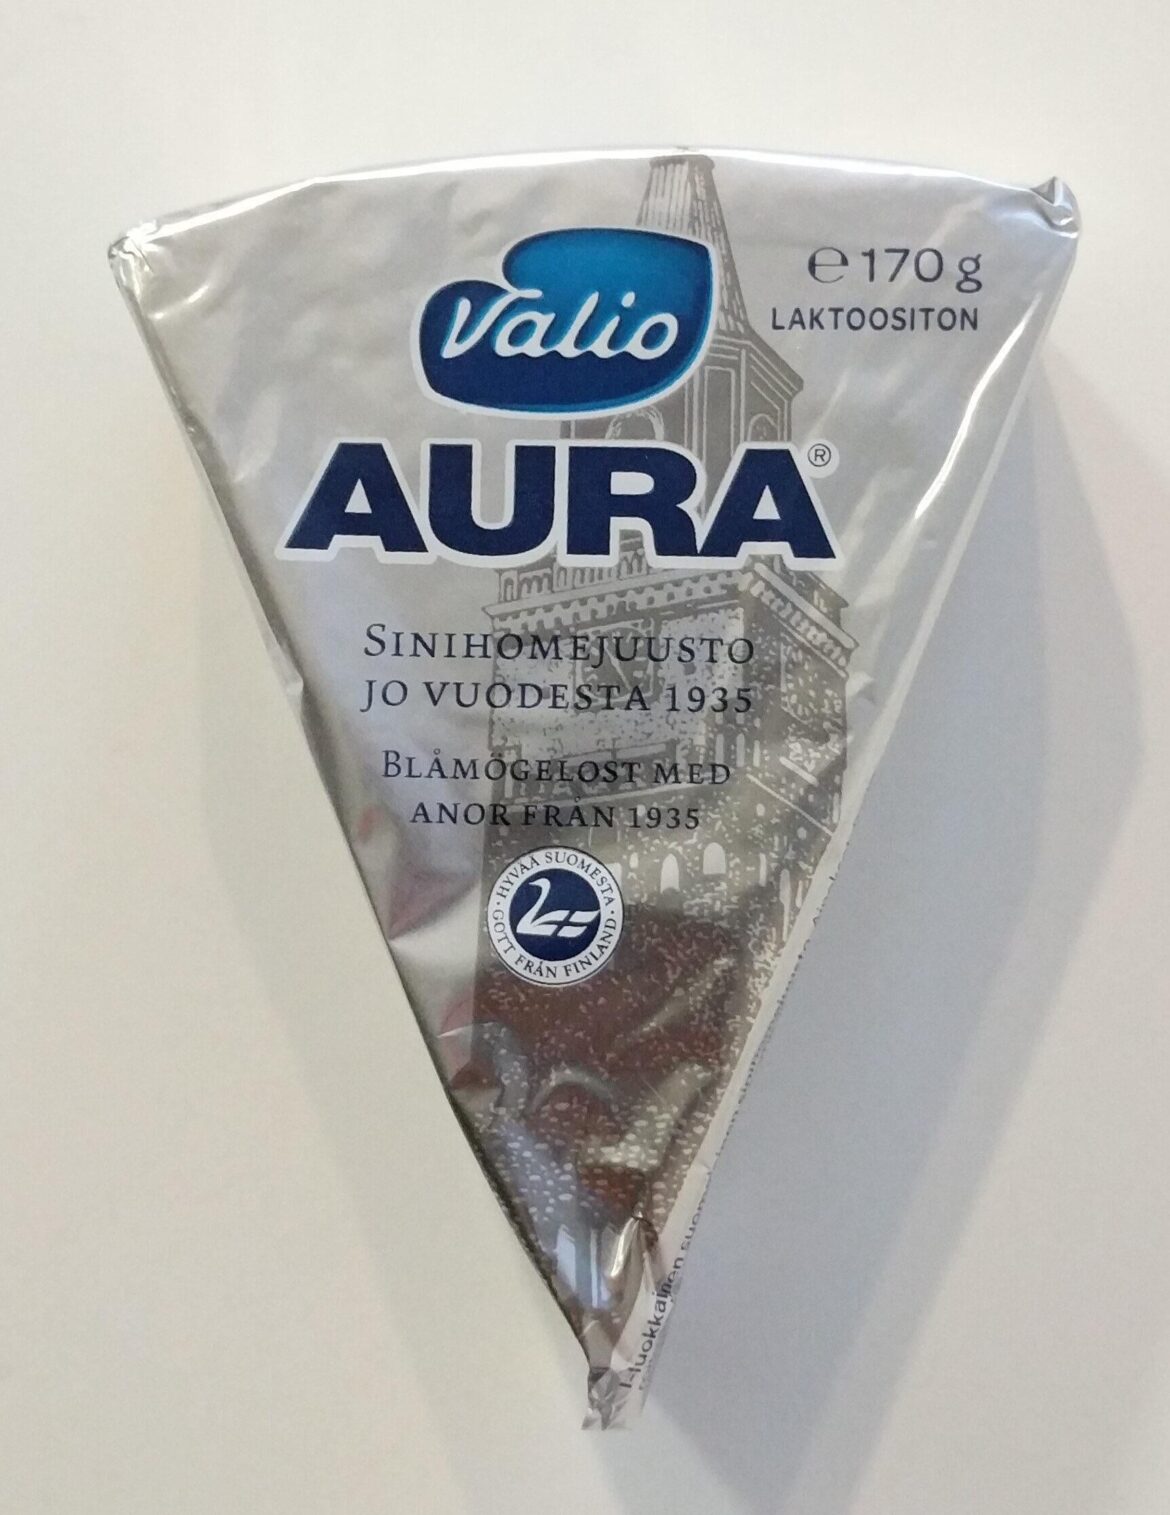 ℮ 170 g
LAKTOOSITON
Valio
AURA®
SINIHOMEJUUSTO
JO VUODESTA 1935
BLÅMÖGELOST MED
ANOR FRÅN 1935
HYVÄÄ SUOMESTA
GOTT FRÅN FINLAND